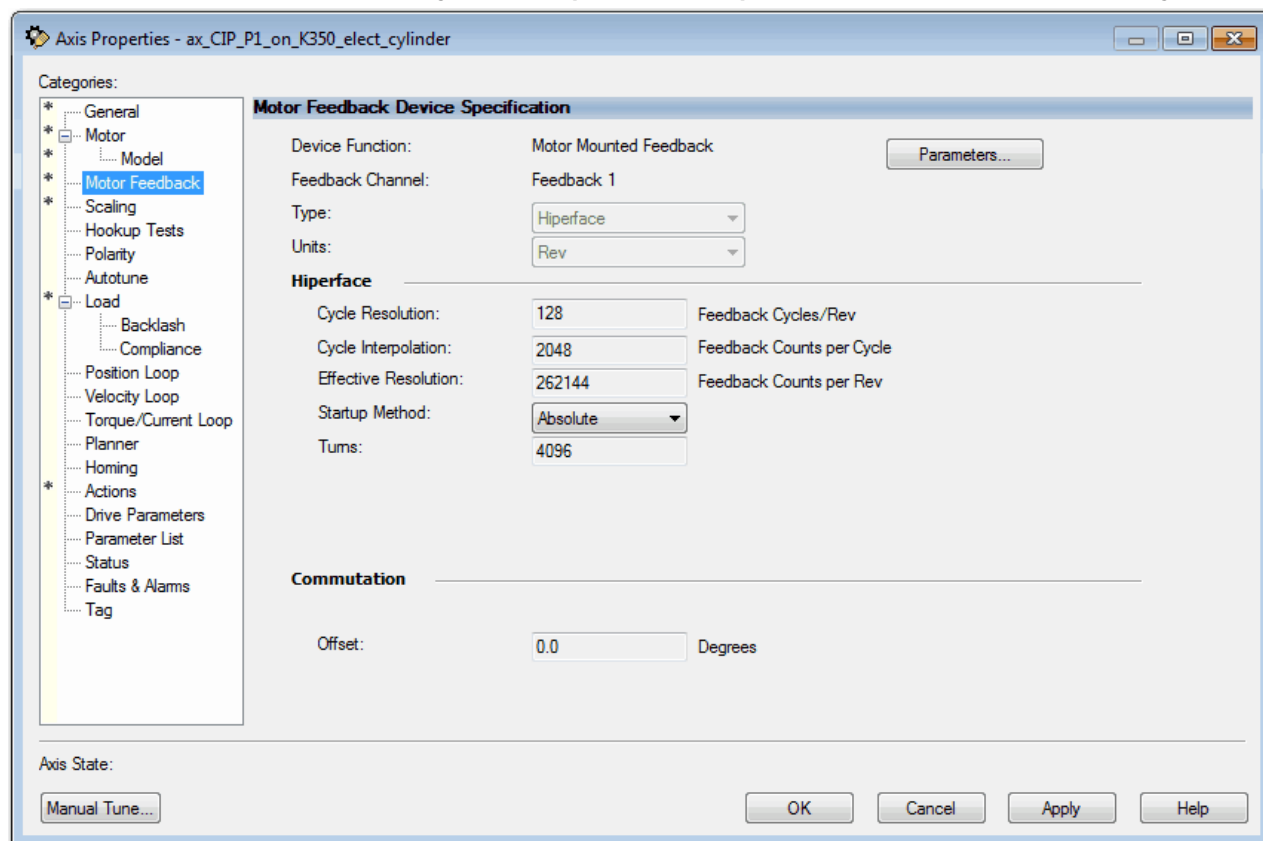 Axis Properties - ax_CIP_P1_on_K350_elect_cylinder
Categories:
* General
* Motor
* Model
* Motor Feedback
* Scaling
Hookup Tests
Polarity
Autotune
* Load
Backlash
Compliance
Position Loop
Velocity Loop
Torque/Current Loop
Planner
Homing
* Actions
Drive Parameters
Parameter List
Status
Faults & Alarms
Tag
Motor Feedback Device Specification
Device Function: Motor Mounted Feedback Parameters...
Feedback Channel: Feedback 1
Type: Hiperface
Units: Rev
Hiperface
Cycle Resolution: 128 Feedback Cycles/Rev
Cycle Interpolation: 2048 Feedback Counts per Cycle
Effective Resolution: 262144 Feedback Counts per Rev
Startup Method: Absolute
Turns: 4096
Commutation
Offset: 0.0 Degrees
Axis State:
Manual Tune... OK Cancel Apply Help